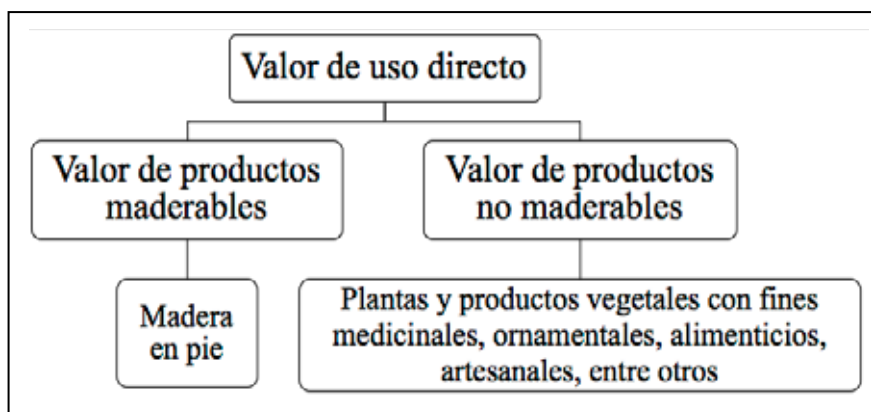 Valor de uso directo
Valor de productos
maderables
Valor de productos
no maderables
Madera
en pie
Plantas y productos vegetales con fines
medicinales, ornamentales, alimenticios,
artesanales, entre otros